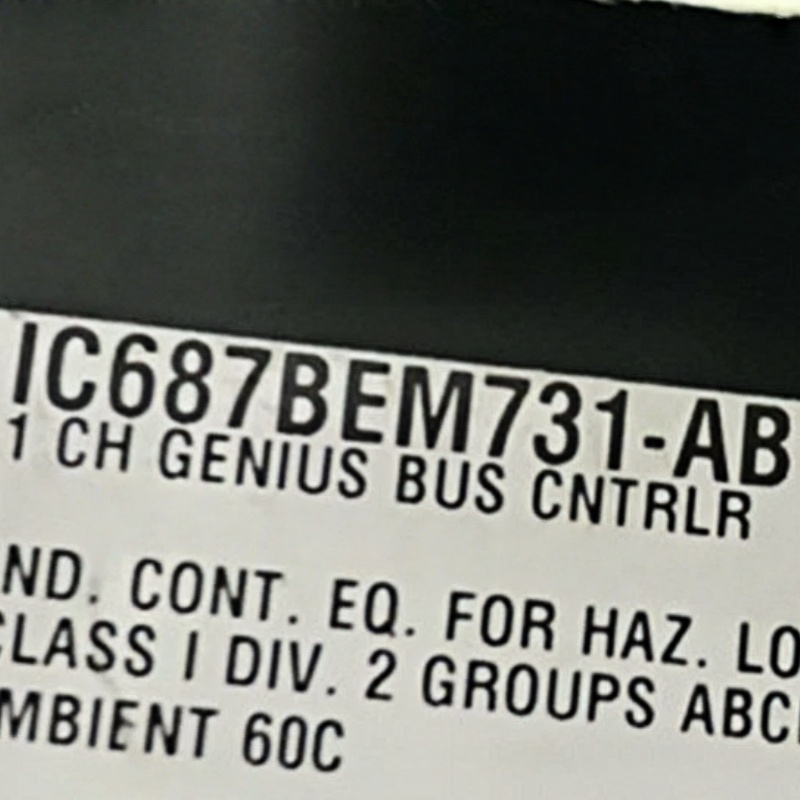 IC687BEM731-AB
1 CH GENIUS BUS CNTRLR
ND. CONT. EQ. FOR HAZ. LO
CLASS I DIV. 2 GROUPS ABC
MBIENT 60C